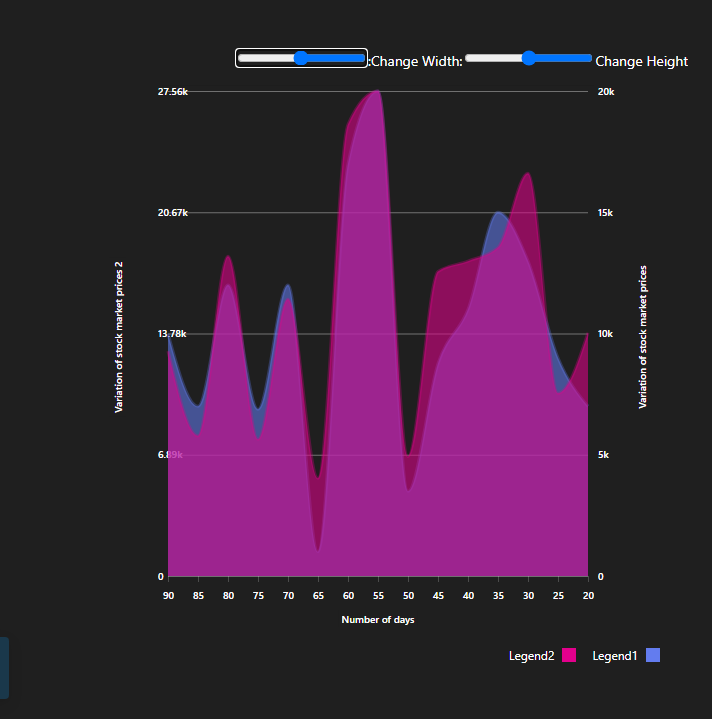 :Change Width: Change Height
27.56k
20k
20.67k
15k
Variation of stock market prices 2
Variation of stock market prices
13.78k
10k
6.89k
5k
0
0
90 85 80 75 70 65 60 55 50 45 40 35 30 25 20
Number of days
Legend2 Legend1